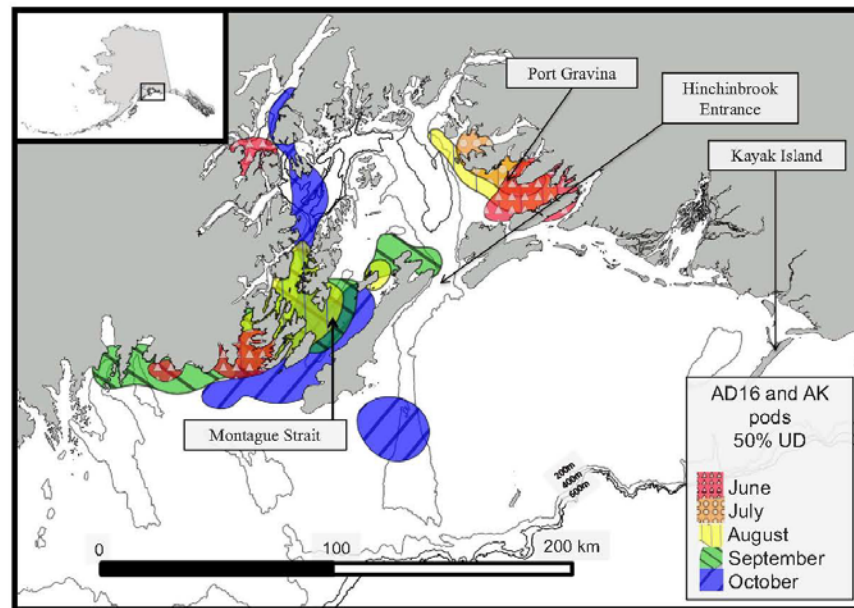 Port Gravina
Hinchinbrook
Entrance
Kayak Island
Montague Strait
200m
400m
600m
0
100
200 km
AD16 and AK
pods
50% UD
June
July
August
September
October